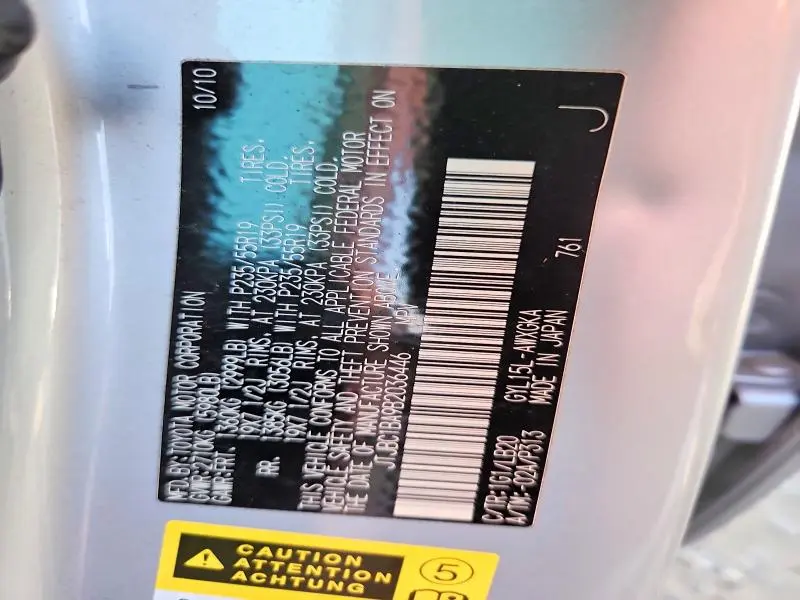 MFD.BY:TOYOTA MOTOR CORPORATION 10/10
GVWR:2710KG (5980LB)
GAWR:FRT. 1360KG (2999LB) WITH P235/55R19 TIRES,
19X7 1/2J RIMS, AT 230KPA (33PSI) COLD.
RR. 1385KG (3056LB) WITH P235/55R19 TIRES,
19X7 1/2J RIMS, AT 230KPA (33PSI) COLD.
THIS VEHICLE CONFORMS TO ALL APPLICABLE FEDERAL MOTOR
VEHICLE SAFETY AND THEFT PREVENTION STANDARDS IN EFFECT ON
THE DATE OF MANUFACTURE SHOWN ABOVE.
JTJBC1BA9B2036446 MPV
C/TR:1G1/LB20 GYL15L-AWXGKA 761
A/TM:-02A/P313 MADE IN JAPAN
J
CAUTION
ATTENTION
ACHTUNG
5